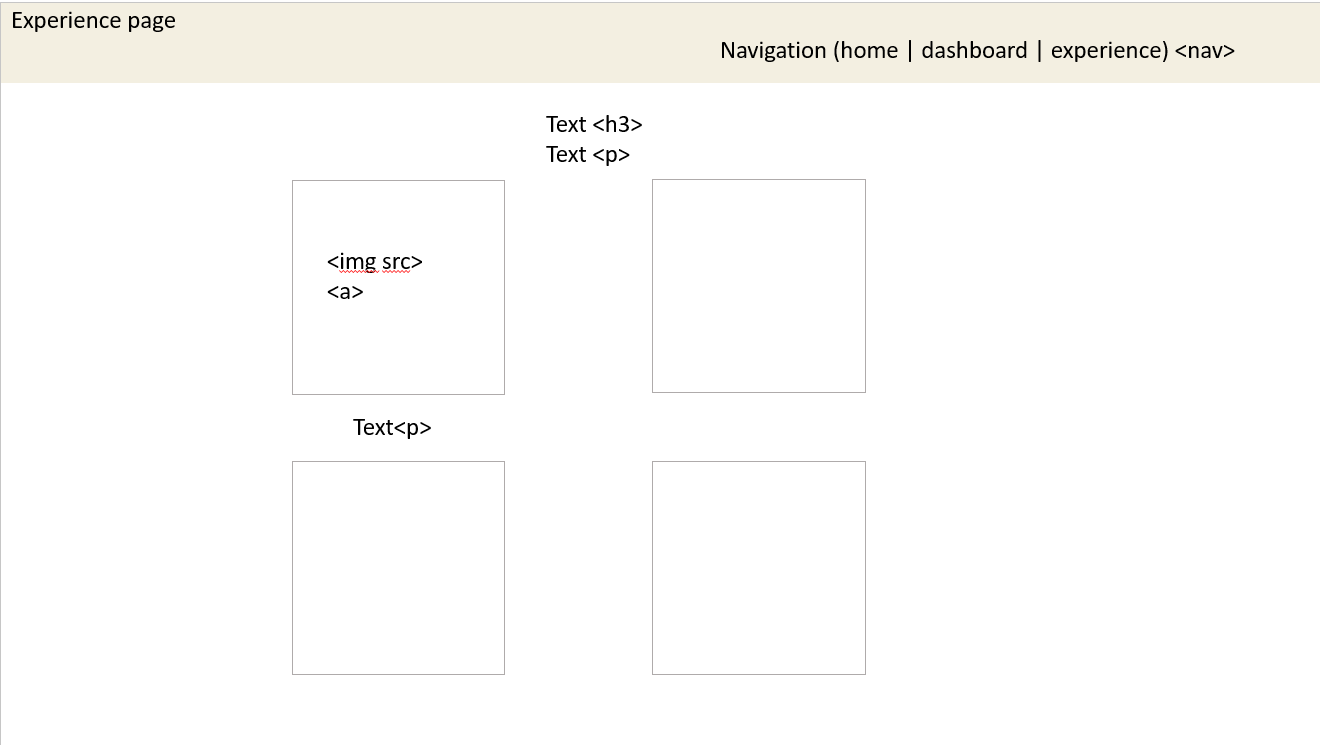 Experience page
Navigation (home | dashboard | experience) <nav>
Text <h3>
Text <p>
<img src>
<a>
Text<p>